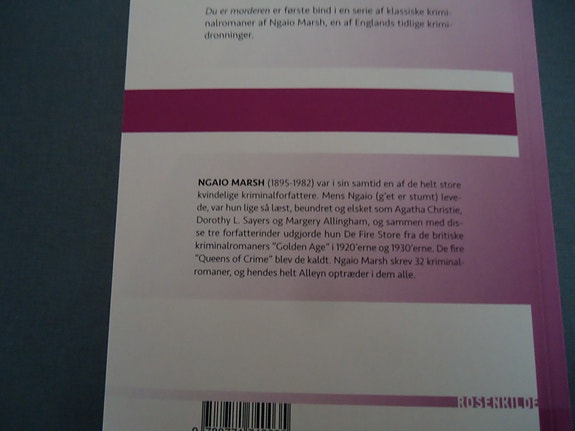 Du er morderen er første bind i en serie af klassiske krimi-
nalromaner af Ngaio Marsh, en af Englands tidlige krimi-
dronninger.
NGAIO MARSH (1895-1982) var i sin samtid en af de helt store
kvindelige kriminalforfattere. Mens Ngaio (g'et er stumt) leve-
de, var hun lige så læst, beundret og elsket som Agatha Christie,
Dorothy L. Sayers og Margery Allingham, og sammen med dis-
se tre forfatterinder udgjorde hun De Fire Store fra de britiske
kriminalromaners "Golden Age" i 1920'erne og 1930'erne. De fire
"Queens of Crime" blev de kaldt. Ngaio Marsh skrev 32 kriminal-
romaner, og hendes helt Alleyn optræder i dem alle.
ROSENKILDE